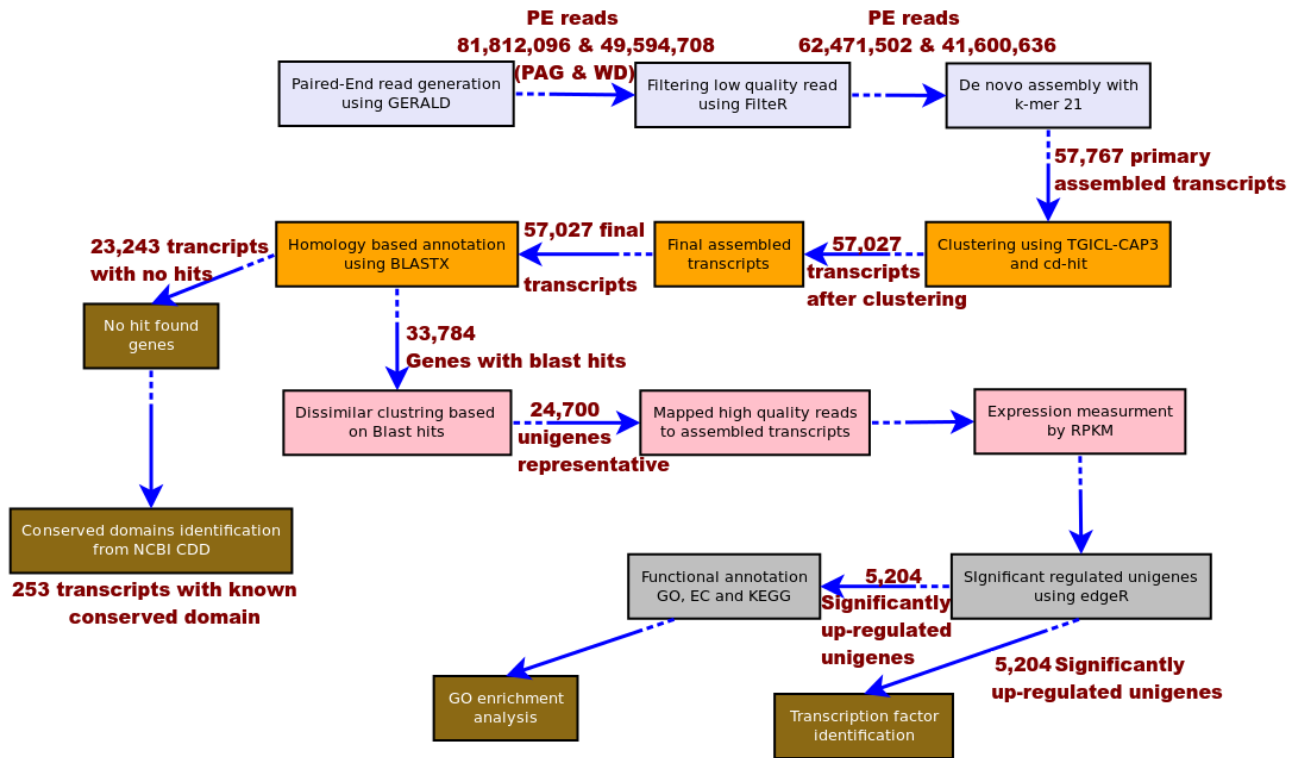 PE reads
81,812,096 & 49,594,708
(PAG & WD)
PE reads
62,471,502 & 41,600,636
Paired-End read generation
using GERALD
Filtering low quality read
using FilteR
De novo assembly with
k-mer 21
57,767 primary
assembled transcripts
Clustering using TGICL-CAP3
and cd-hit
57,027
transcripts
after clustering
Final assembled
transcripts
57,027 final
transcripts
Homology based annotation
using BLASTX
23,243 trancripts
with no hits
No hit found
genes
33,784
Genes with blast hits
Dissimilar clustring based
on Blast hits
24,700
unigenes
representative
Mapped high quality reads
to assembled transcripts
Expression measurment
by RPKM
Conserved domains identification
from NCBI CDD
253 transcripts with known
conserved domain
SIgnificant regulated unigenes
using edgeR
5,204
Significantly
up-regulated
unigenes
Functional annotation
GO, EC and KEGG
5,204 Significantly
up-regulated unigenes
GO enrichment
analysis
Transcription factor
identification